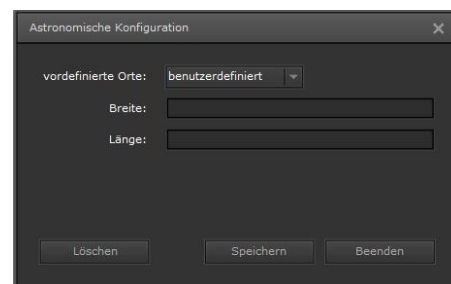 Astronomische Konfiguration
vordefinierte Orte: benutzerdefiniert
Breite:
Länge:
Löschen Speichern Beenden